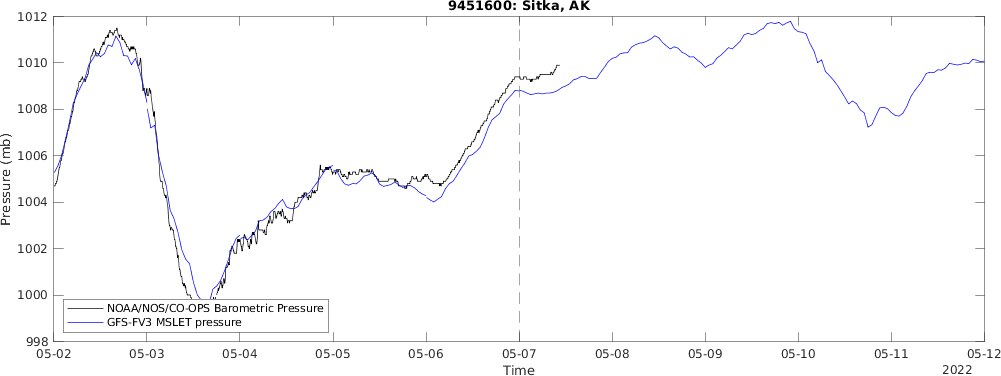 9451600: Sitka, AK
Pressure (mb)
1012
1010
1008
1006
1004
1002
1000
998
NOAA/NOS/CO-OPS Barometric Pressure
GFS-FV3 MSLET pressure
05-02 05-03 05-04 05-05 05-06 05-07 05-08 05-09 05-10 05-11 05-12
Time
2022